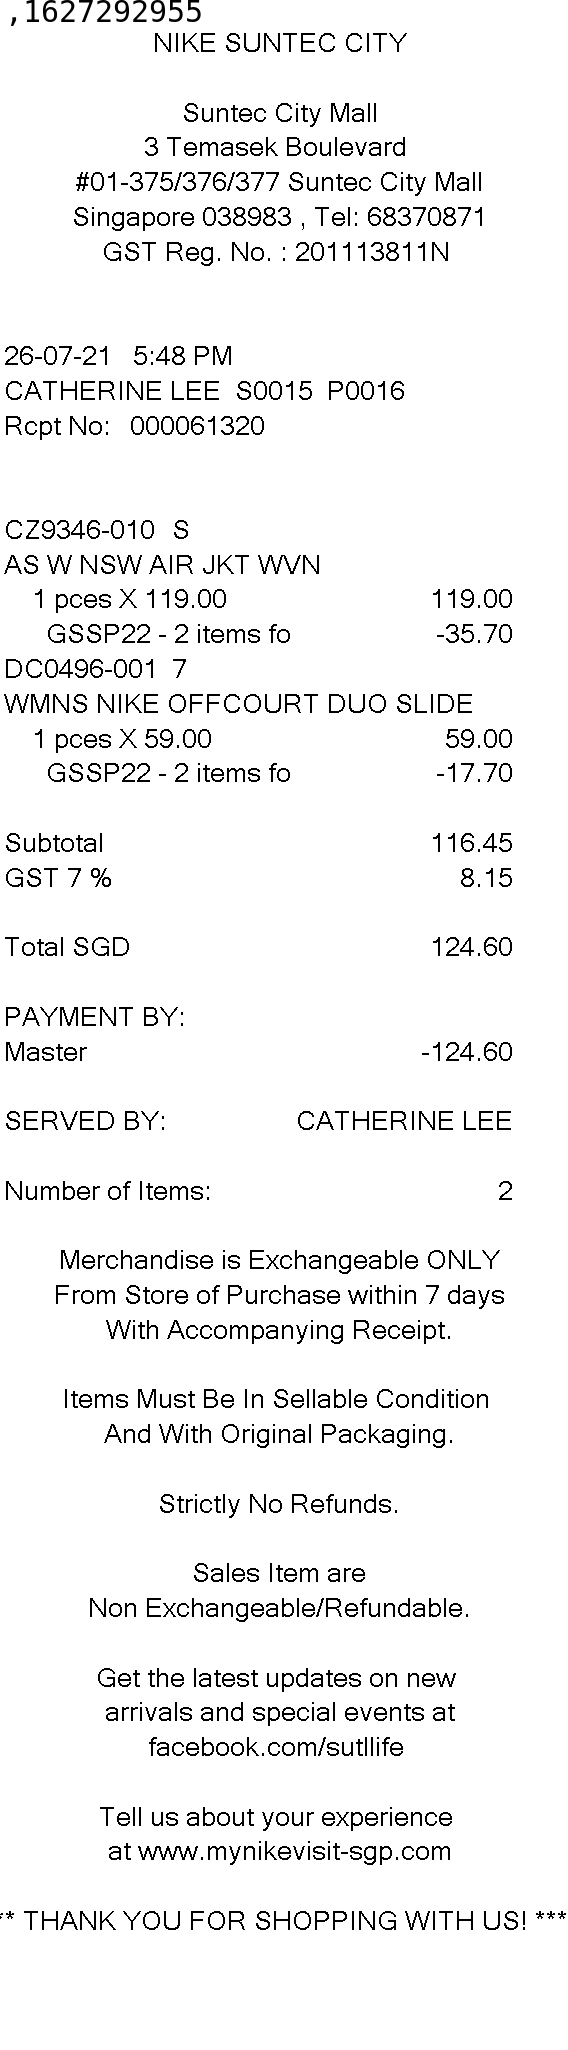 ,1627292955
NIKE SUNTEC CITY
Suntec City Mall
3 Temasek Boulevard
#01-375/376/377 Suntec City Mall
Singapore 038983 , Tel: 68370871
GST Reg. No. : 201113811N
26-07-21 5:48 PM
CATHERINE LEE S0015 P0016
Rcpt No: 000061320
CZ9346-010 S
AS W NSW AIR JKT WVN
1 pces X 119.00 119.00
GSSP22 - 2 items fo -35.70
DC0496-001 7
WMNS NIKE OFFCOURT DUO SLIDE
1 pces X 59.00 59.00
GSSP22 - 2 items fo -17.70
Subtotal 116.45
GST 7 % 8.15
Total SGD 124.60
PAYMENT BY:
Master -124.60
SERVED BY: CATHERINE LEE
Number of Items: 2
Merchandise is Exchangeable ONLY
From Store of Purchase within 7 days
With Accompanying Receipt.
Items Must Be In Sellable Condition
And With Original Packaging.
Strictly No Refunds.
Sales Item are
Non Exchangeable/Refundable.
Get the latest updates on new
arrivals and special events at
facebook.com/sutllife
Tell us about your experience
at www.mynikevisit-sgp.com
** THANK YOU FOR SHOPPING WITH US! ***